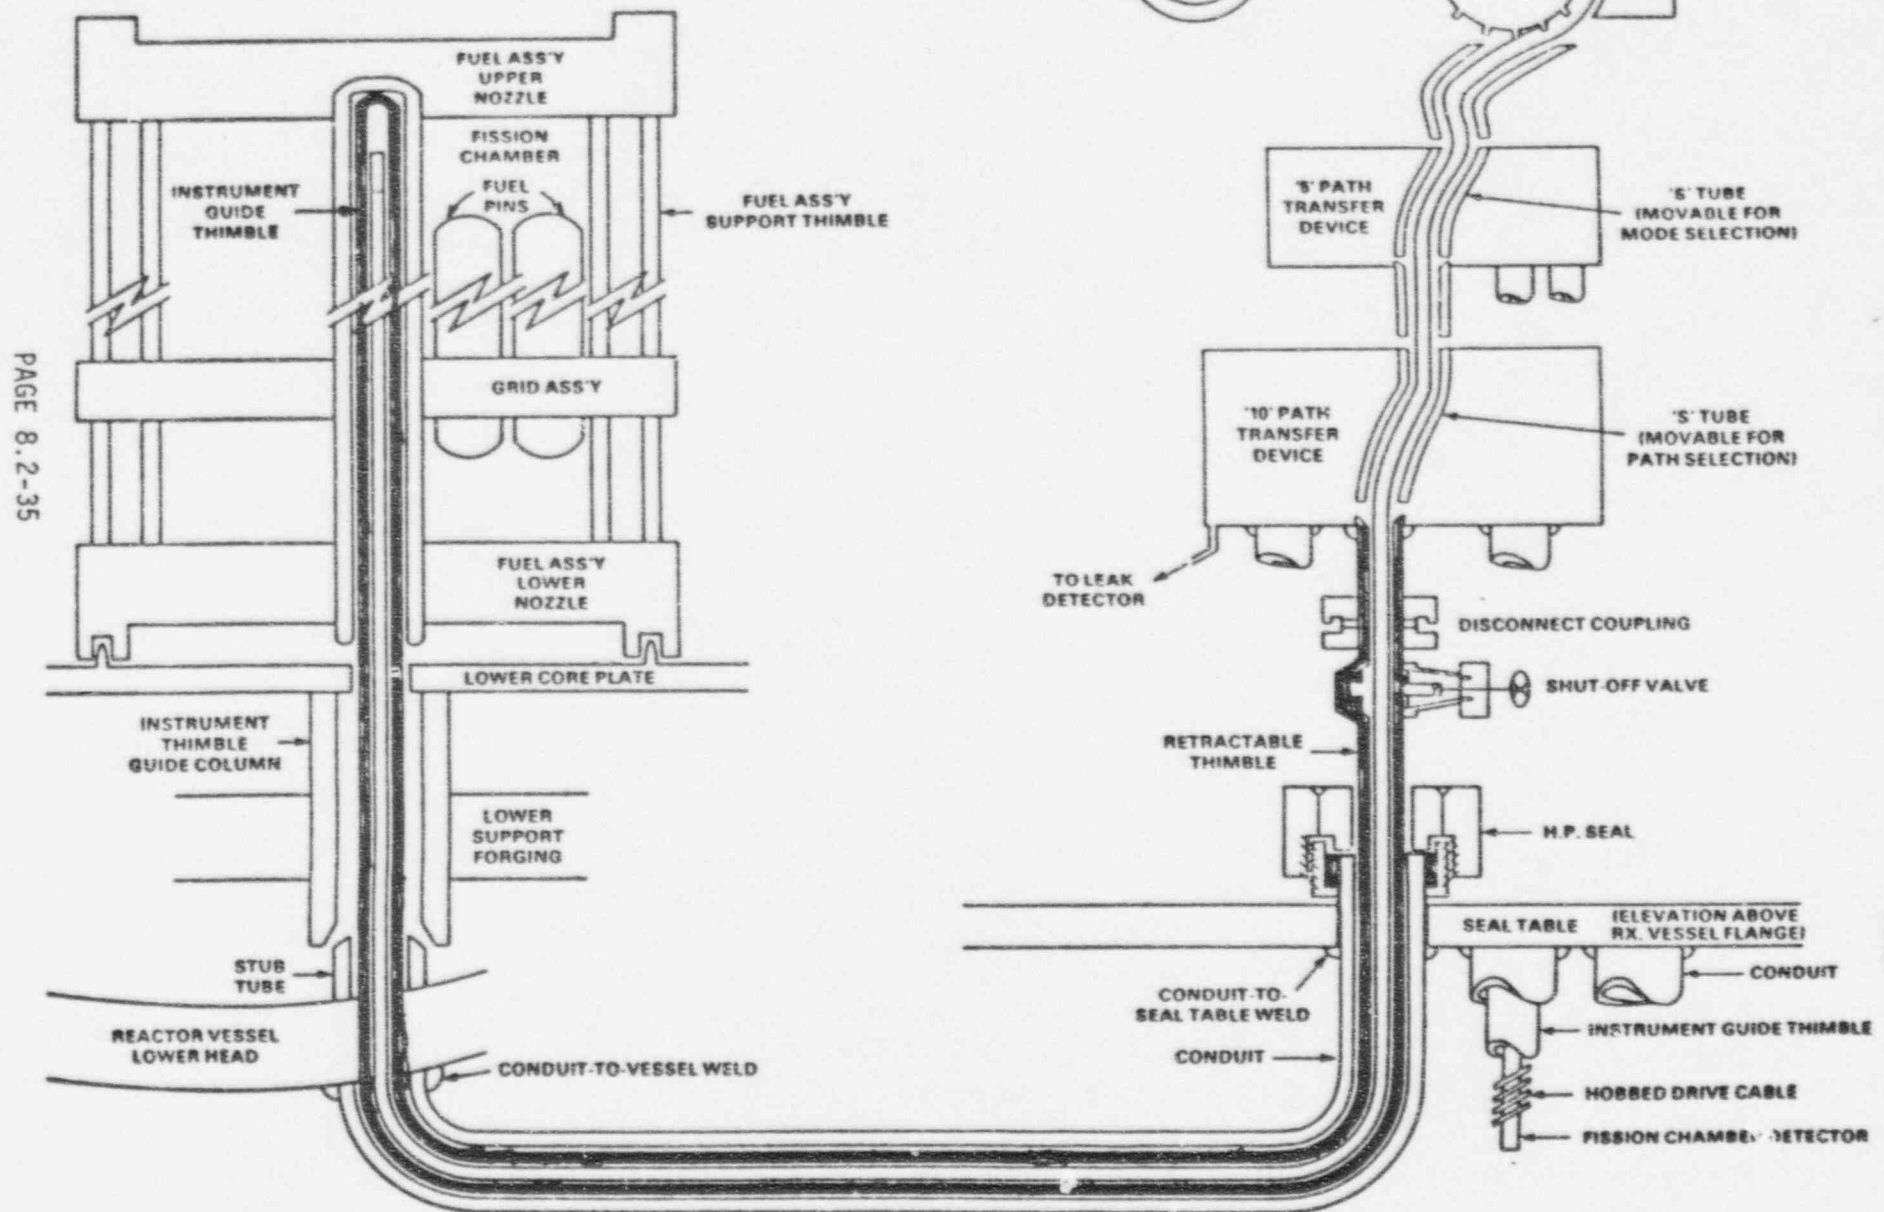 FUEL ASS'Y
UPPER
NOZZLE
FISSION
CHAMBER
FUEL
PINS
INSTRUMENT
GUIDE
THIMBLE
FUEL ASS'Y
SUPPORT THIMBLE
GRID ASS'Y
FUEL ASS'Y
LOWER
NOZZLE
LOWER CORE PLATE
INSTRUMENT
THIMBLE
GUIDE COLUMN
LOWER
SUPPORT
FORGING
STUB
TUBE
REACTOR VESSEL
LOWER HEAD
CONDUIT-TO-VESSEL WELD
PAGE 8.2-35
PATH
TRANSFER
DEVICE
'S' TUBE
(MOVABLE FOR
MODE SELECTION)
'10' PATH
TRANSFER
DEVICE
'S' TUBE
(MOVABLE FOR
PATH SELECTION)
TO LEAK
DETECTOR
DISCONNECT COUPLING
SHUT-OFF VALVE
RETRACTABLE
THIMBLE
H.P. SEAL
SEAL TABLE
(ELEVATION ABOVE
RX. VESSEL FLANGE)
CONDUIT-TO-
SEAL TABLE WELD
CONDUIT
CONDUIT
INSTRUMENT GUIDE THIMBLE
HOBBED DRIVE CABLE
FISSION CHAMBER DETECTOR